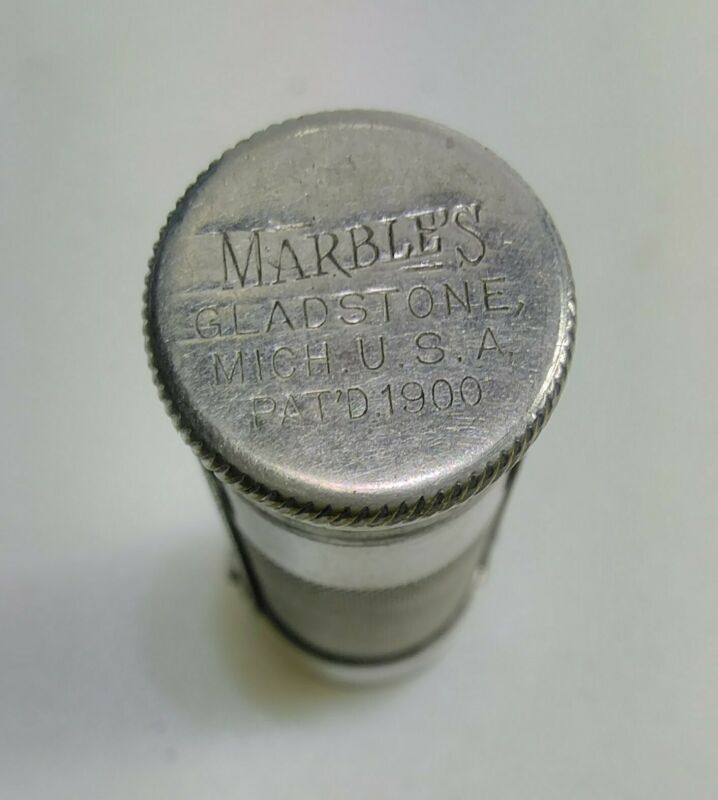 MARBLE'S
GLADSTONE,
MICH. U.S.A.
PAT'D.1900